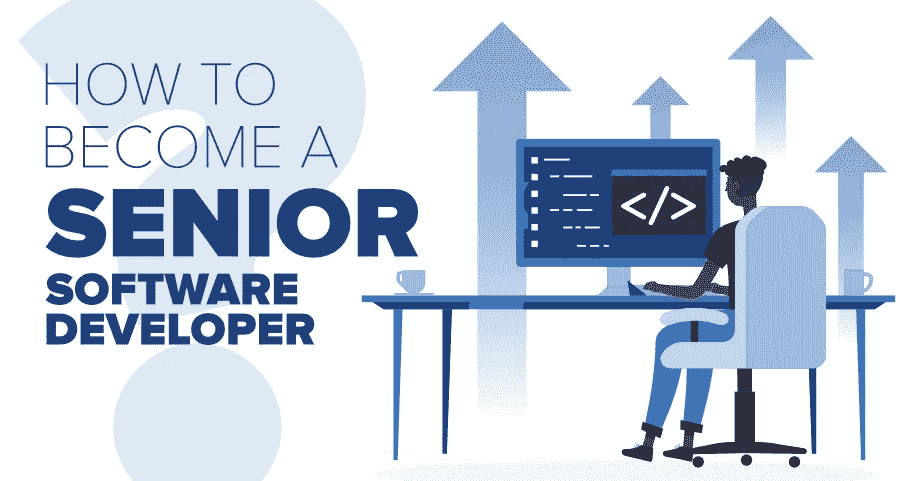 HOW TO
BECOME A
SENIOR
SOFTWARE
DEVELOPER
</>